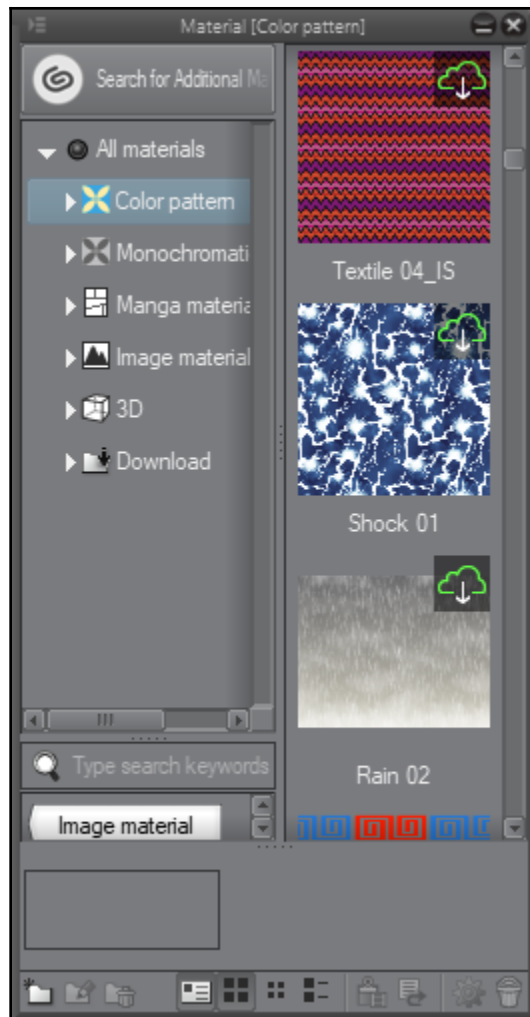 Material [Color pattern]
Search for Additional Ma
All materials
Color pattern
Monochromati
Manga materia
Image material
3D
Download
Type search keywords
Image material
Textile 04_IS
Shock 01
Rain 02